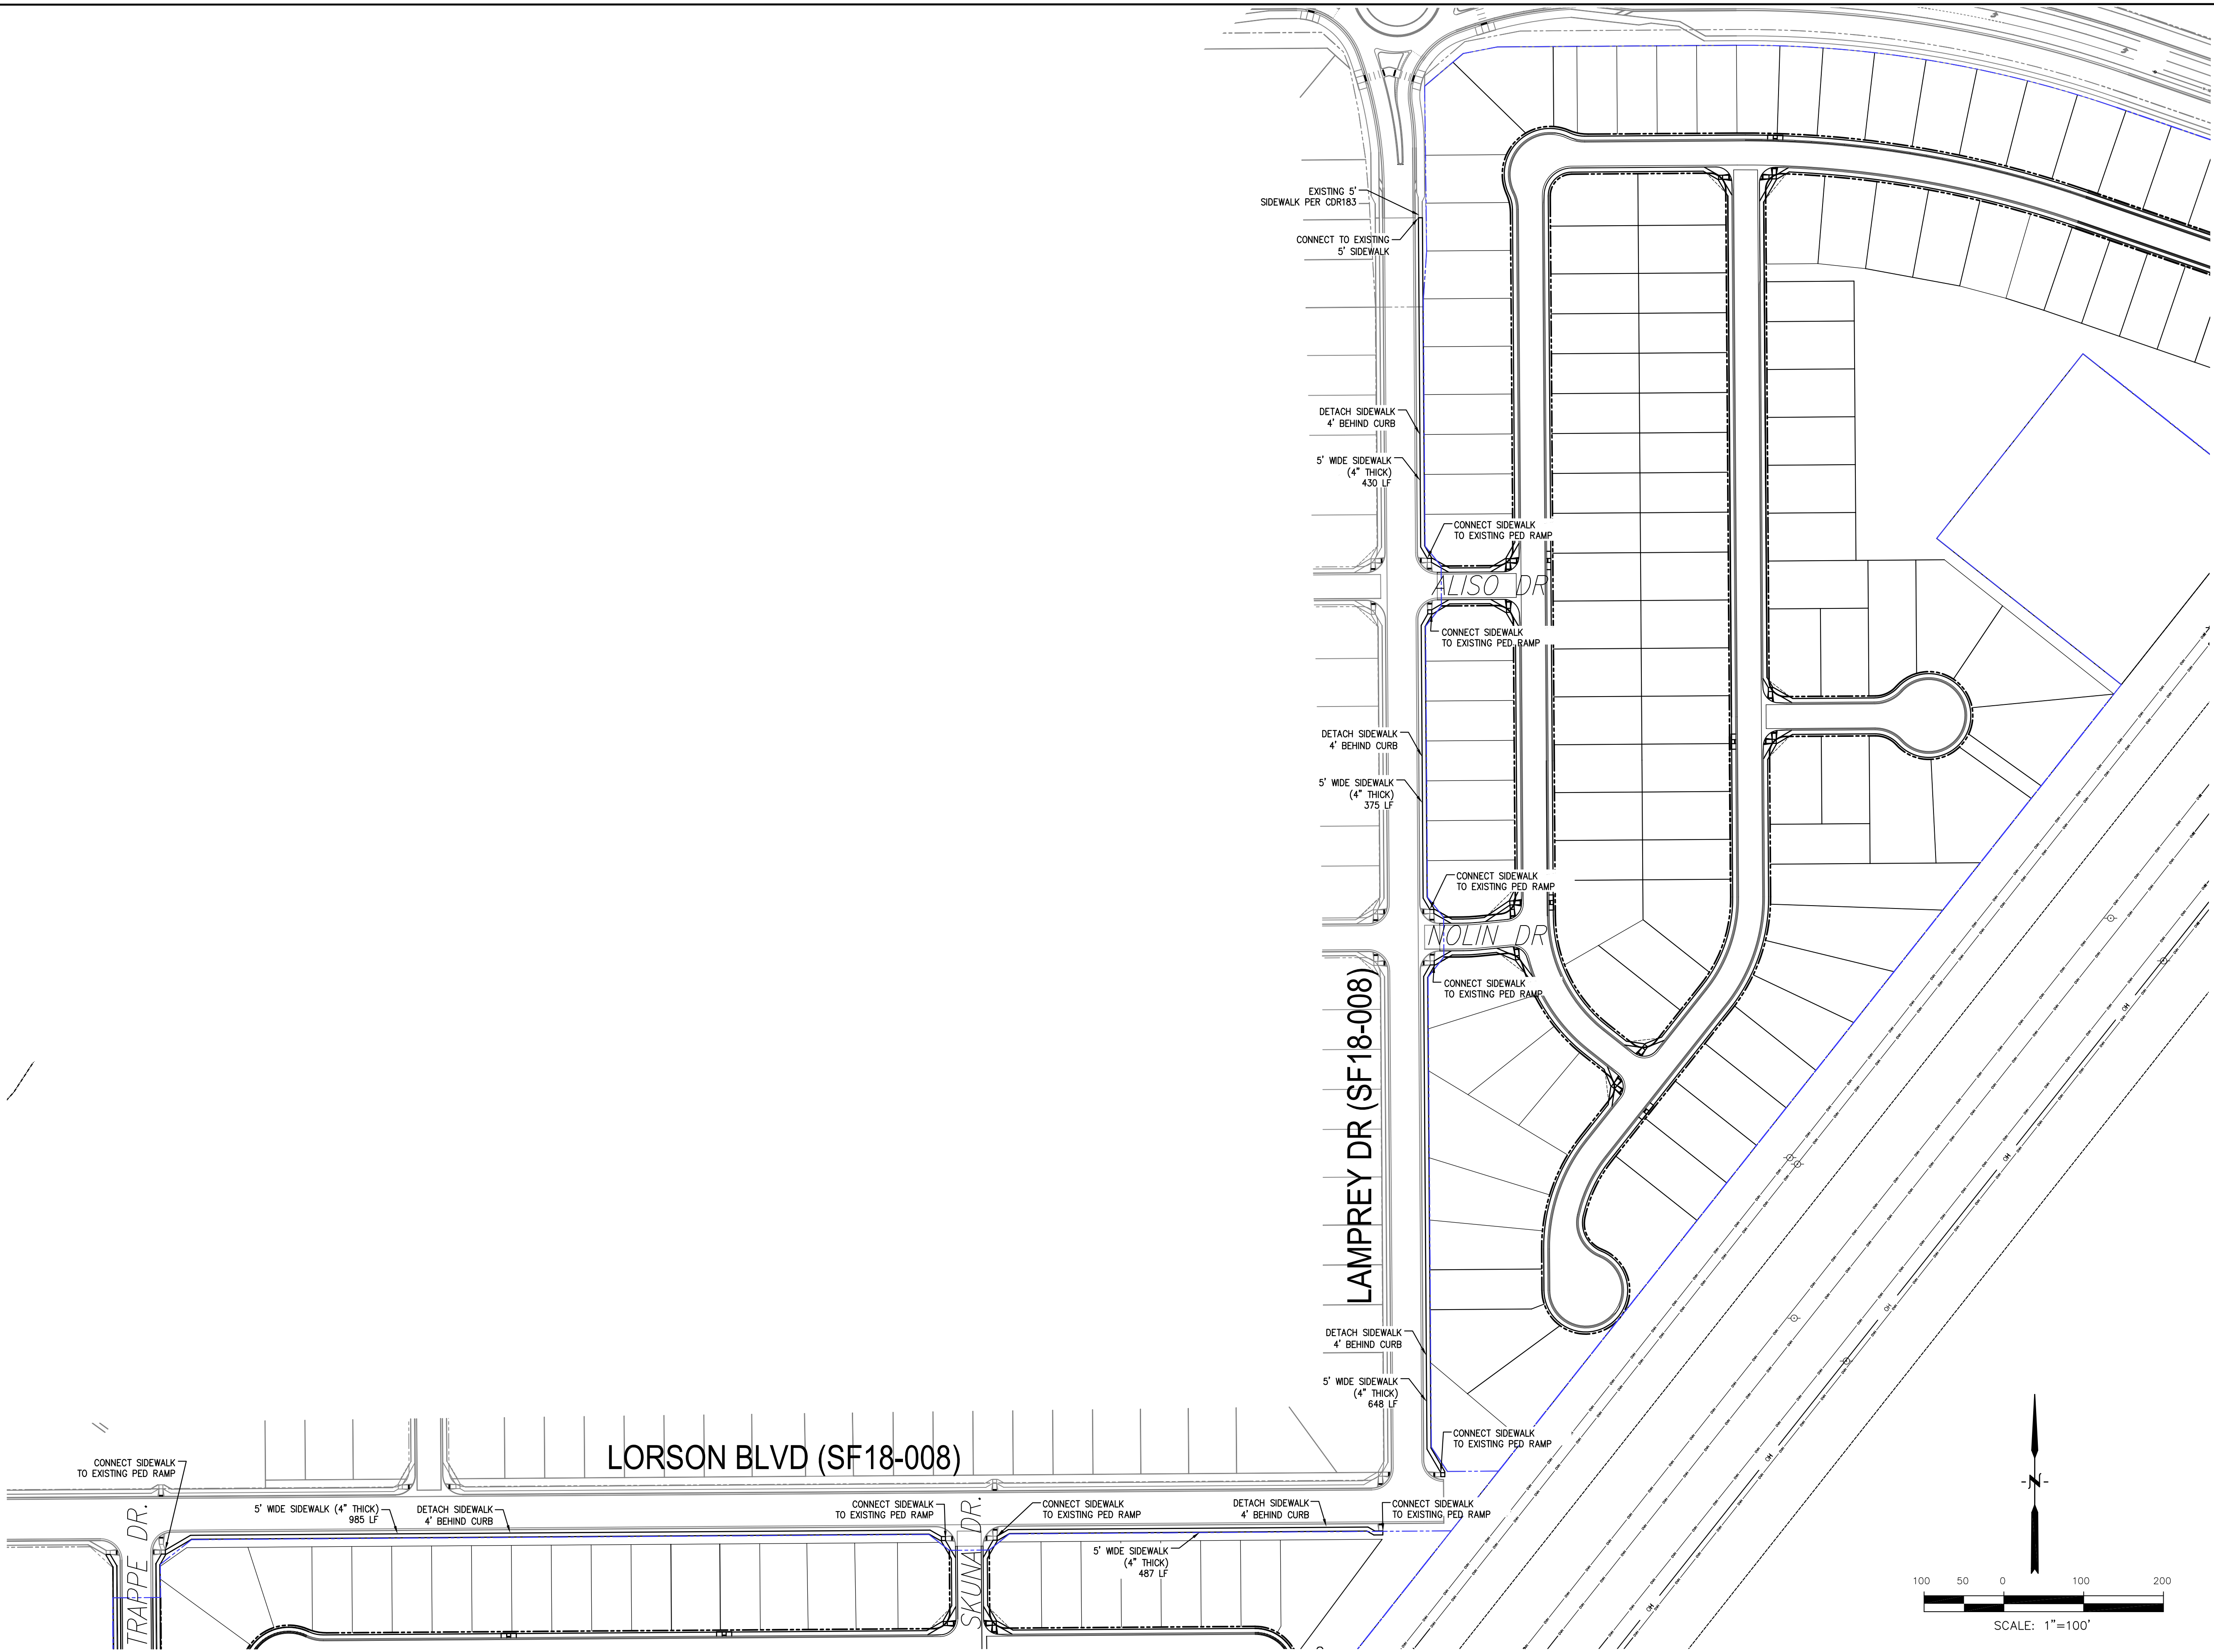 EXISTING 5'
SIDEWALK PER CDR183
CONNECT TO EXISTING
5' SIDEWALK
DETACH SIDEWALK
4' BEHIND CURB
5' WIDE SIDEWALK
(4" THICK)
430 LF
CONNECT SIDEWALK
TO EXISTING PED RAMP
ALISO DR
CONNECT SIDEWALK
TO EXISTING PED RAMP
DETACH SIDEWALK
4' BEHIND CURB
5' WIDE SIDEWALK
(4" THICK)
375 LF
CONNECT SIDEWALK
TO EXISTING PED RAMP
NOLIN DR
CONNECT SIDEWALK
TO EXISTING PED RAMP
LAMPREY DR (SF18-008)
DETACH SIDEWALK
4' BEHIND CURB
5' WIDE SIDEWALK
(4" THICK)
648 LF
CONNECT SIDEWALK
TO EXISTING PED RAMP
LORSON BLVD (SF18-008)
CONNECT SIDEWALK
TO EXISTING PED RAMP
TRAPPE DR.
5' WIDE SIDEWALK (4" THICK)
985 LF
DETACH SIDEWALK
4' BEHIND CURB
CONNECT SIDEWALK
TO EXISTING PED RAMP
SKUNA DR.
CONNECT SIDEWALK
TO EXISTING PED RAMP
DETACH SIDEWALK
4' BEHIND CURB
CONNECT SIDEWALK
TO EXISTING PED RAMP
5' WIDE SIDEWALK
(4" THICK)
487 LF
OH
OH
OH
OH
OH
OH
N
100 50 0 100 200
SCALE: 1"=100'